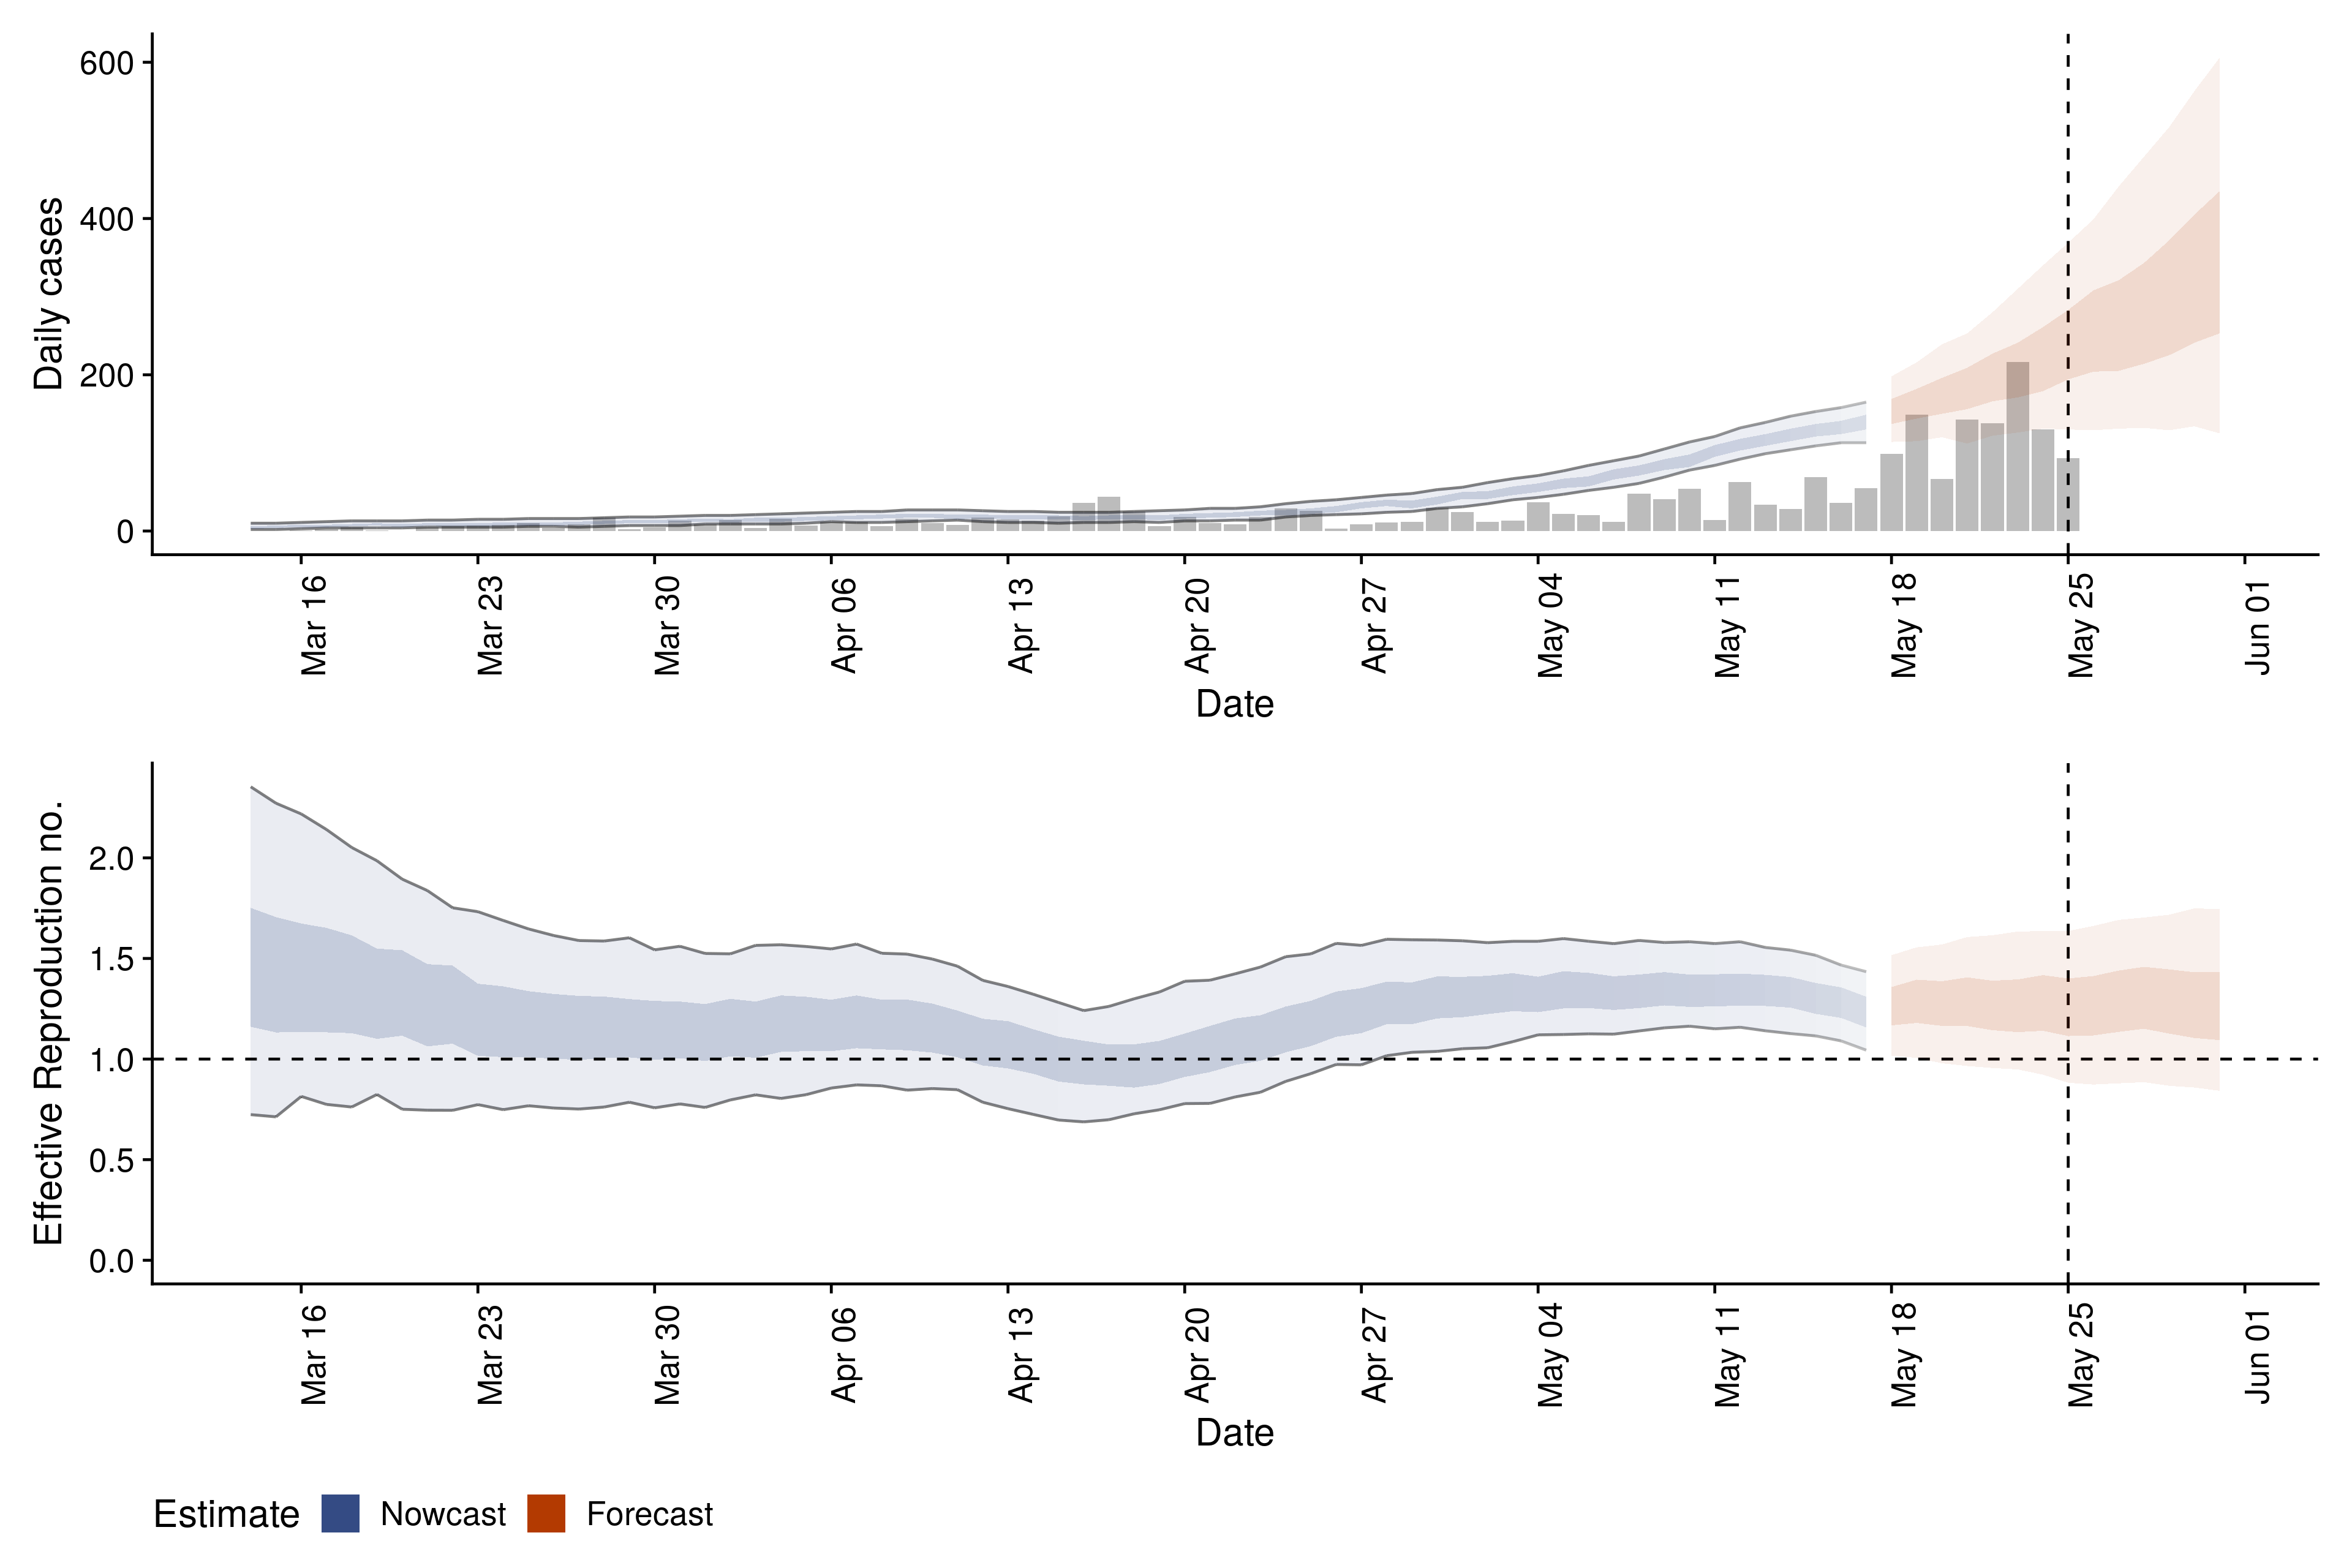 Daily cases
600
400
200
0
Mar 16
Mar 23
Mar 30
Apr 06
Apr 13
Apr 20
Apr 27
May 04
May 11
May 18
May 25
Jun 01
Date
Effective Reproduction no.
2.0
1.5
1.0
0.5
0.0
Mar 16
Mar 23
Mar 30
Apr 06
Apr 13
Apr 20
Apr 27
May 04
May 11
May 18
May 25
Jun 01
Date
Estimate Nowcast Forecast